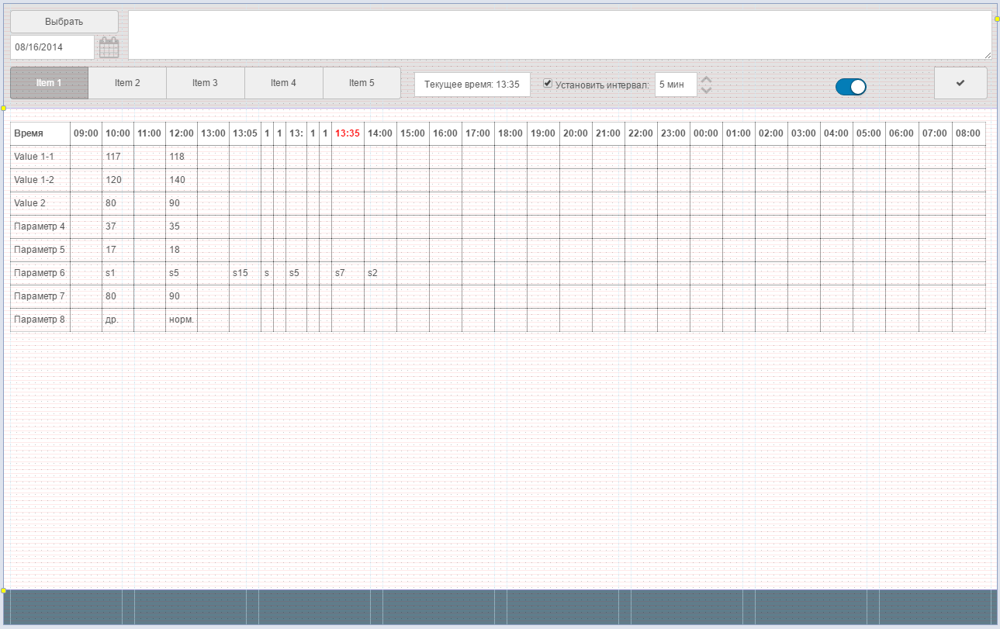 Выбрать
08/16/2014
Item 1 Item 2 Item 3 Item 4 Item 5 Текущее время: 13:35 Установить интервал: 5 мин
Время 09:00 10:00 11:00 12:00 13:00 13:05 1 1 13: 1 1 13:35 14:00 15:00 16:00 17:00 18:00 19:00 20:00 21:00 22:00 23:00 00:00 01:00 02:00 03:00 04:00 05:00 06:00 07:00 08:00
Value 1-1 117 118
Value 1-2 120 140
Value 2 80 90
Параметр 4 37 35
Параметр 5 17 18
Параметр 6 s1 s5 s15 s s5 s7 s2
Параметр 7 80 90
Параметр 8 др. норм.